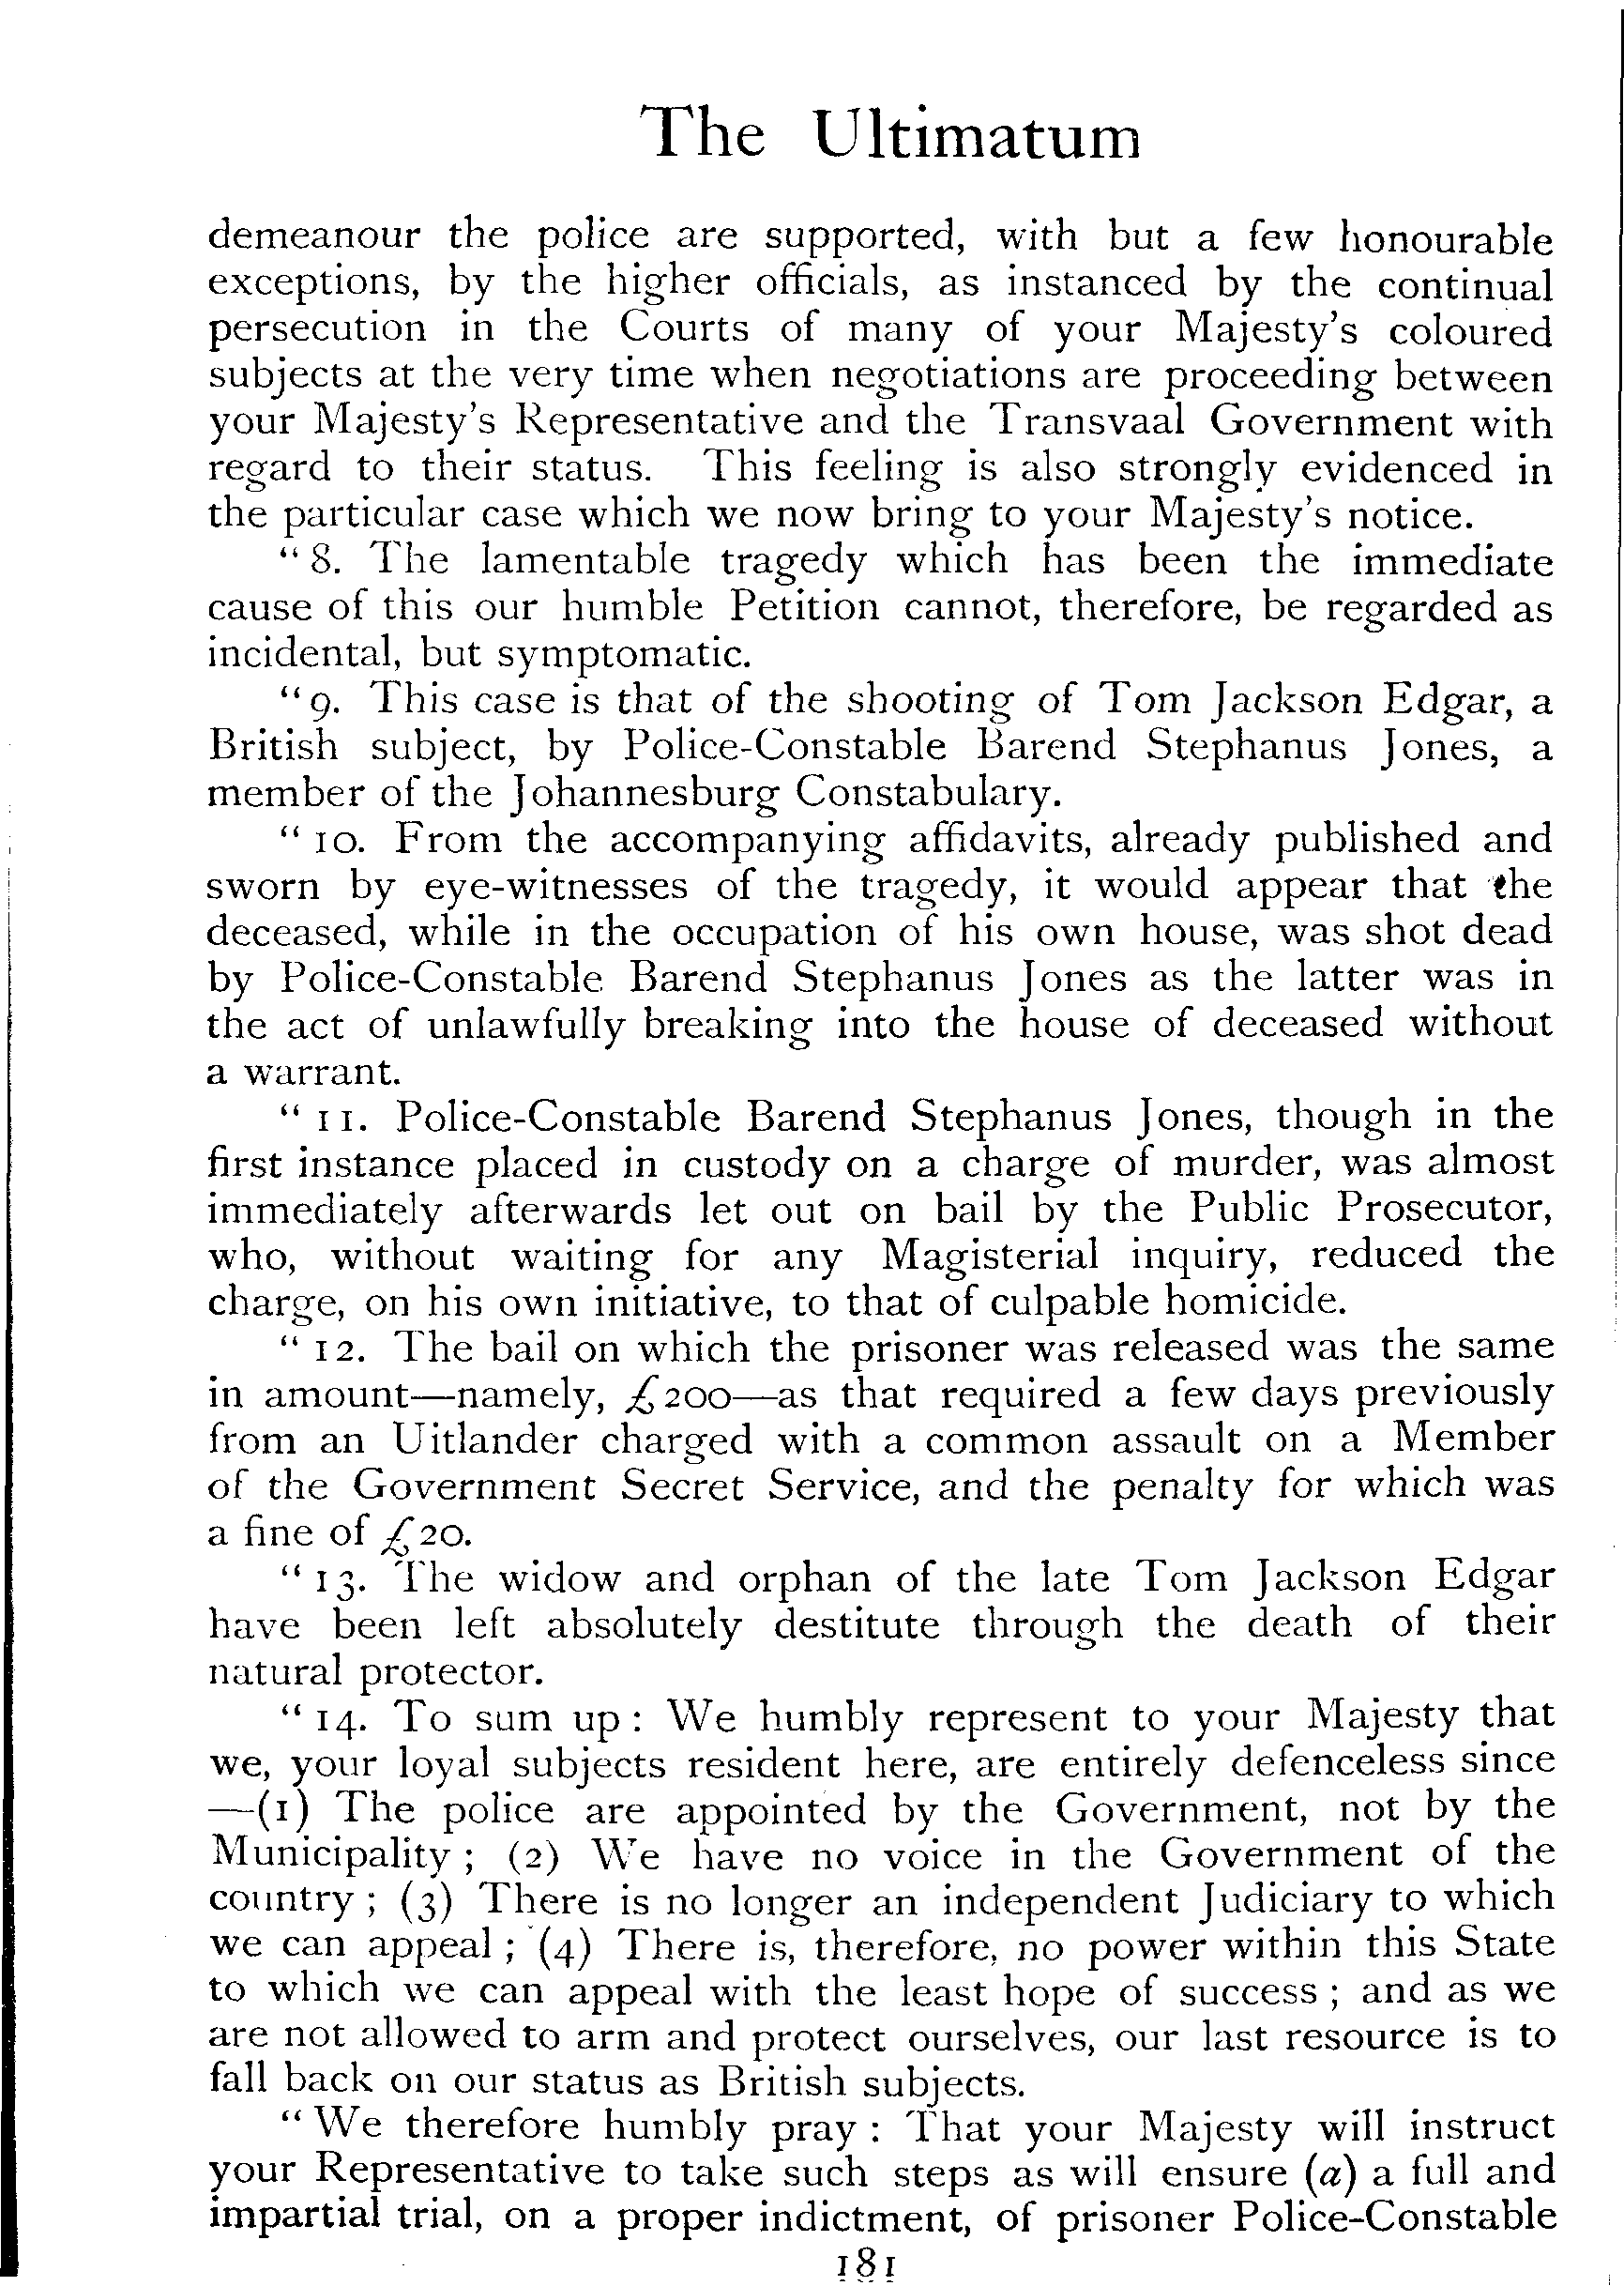 The Ultimatum
demeanour the police are supported, with but a few honourable
exceptions, by the higher officials, as instanced by the continual
persecution in the Courts of many of your Majesty's coloured
subjects at the very time when negotiations are proceeding between
your Majesty's Representative and the Transvaal Government with
regard to their status. This feeling is also strongly evidenced in
the particular case which we now bring to your Majesty's notice.
“ 8. The lamentable tragedy which has been the immediate
cause of this our humble Petition cannot, therefore, be regarded as
incidental, but symptomatic.
“ 9. This case is that of the shooting of Tom Jackson Edgar, a
British subject, by Police-Constable Barend Stephanus Jones, a
member of the Johannesburg Constabulary.
“ 10. From the accompanying affidavits, already published and
sworn by eye-witnesses of the tragedy, it would appear that the
deceased, while in the occupation of his own house, was shot dead
by Police-Constable Barend Stephanus Jones as the latter was in
the act of unlawfully breaking into the house of deceased without
a warrant.
“ 11. Police-Constable Barend Stephanus Jones, though in the
first instance placed in custody on a charge of murder, was almost
immediately afterwards let out on bail by the Public Prosecutor,
who, without waiting for any Magisterial inquiry, reduced the
charge, on his own initiative, to that of culpable homicide.
“ 12. The bail on which the prisoner was released was the same
in amount—namely, £200—as that required a few days previously
from an Uitlander charged with a common assault on a Member
of the Government Secret Service, and the penalty for which was
a fine of £20.
“ 13. The widow and orphan of the late Tom Jackson Edgar
have been left absolutely destitute through the death of their
natural protector.
“ 14. To sum up : We humbly represent to your Majesty that
we, your loyal subjects resident here, are entirely defenceless since
—(1) The police are appointed by the Government, not by the
Municipality ; (2) We have no voice in the Government of the
country ; (3) There is no longer an independent Judiciary to which
we can appeal ; (4) There is, therefore, no power within this State
to which we can appeal with the least hope of success ; and as we
are not allowed to arm and protect ourselves, our last resource is to
fall back on our status as British subjects.
“ We therefore humbly pray : That your Majesty will instruct
your Representative to take such steps as will ensure (a) a full and
impartial trial, on a proper indictment, of prisoner Police-Constable
181